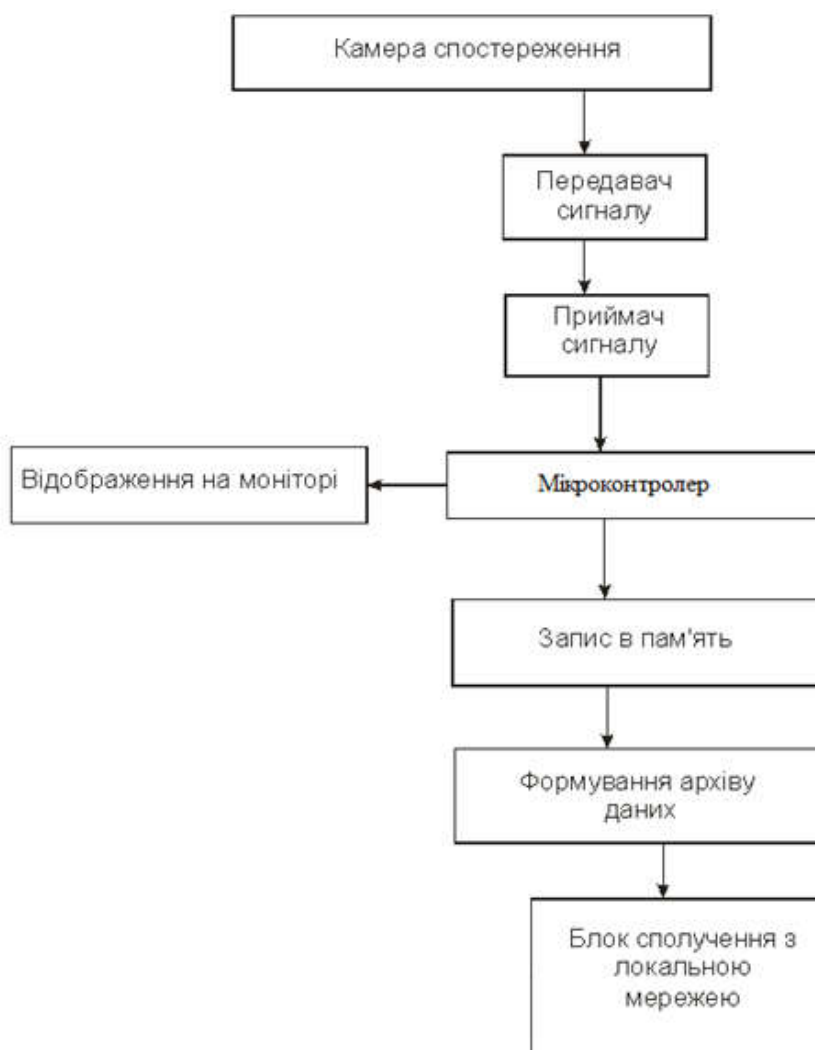 Камера спостереження
Передавач
сигналу
Приймач
сигналу
Відображення на моніторі
Мікроконтролер
Запис в пам'ять
Формування архіву
даних
Блок сполучення з
локальною
мережею